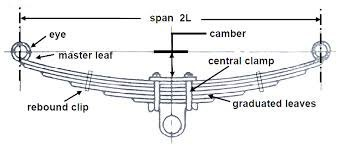 span 2L
camber
eye
master leaf
central clamp
rebound clip
graduated leaves